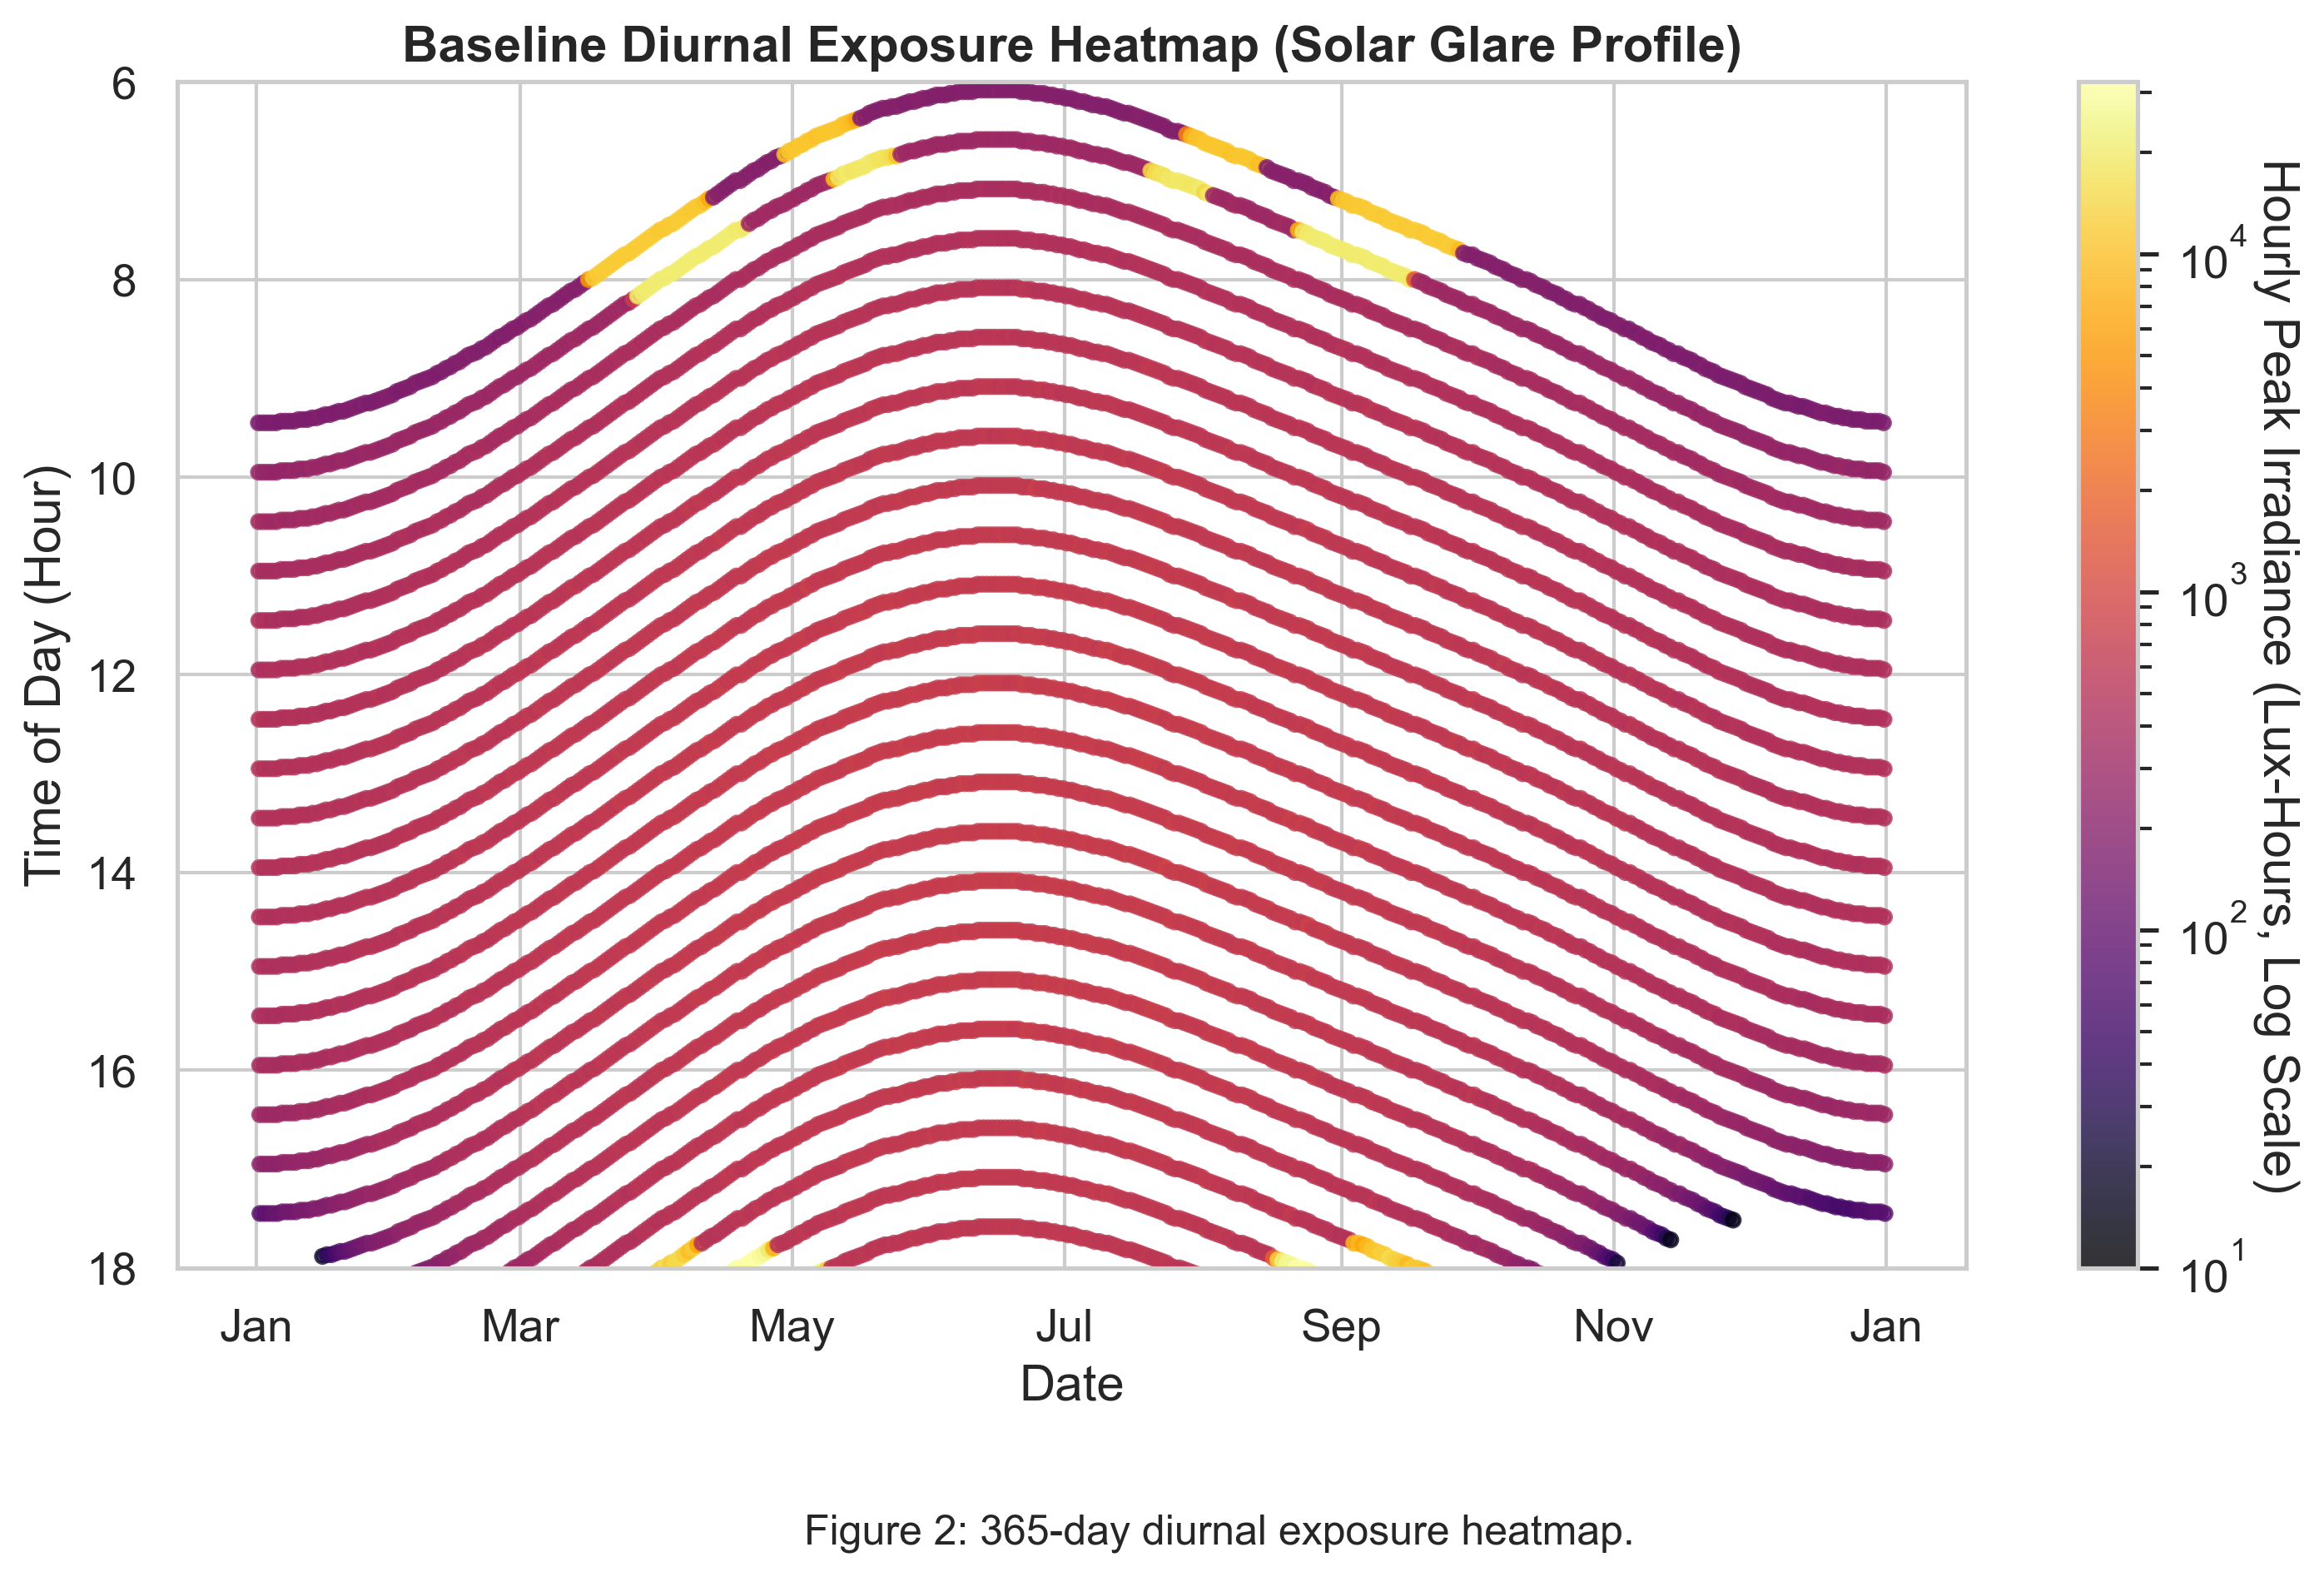 Baseline Diurnal Exposure Heatmap (Solar Glare Profile)
6
8
10
12
14
16
18
Time of Day (Hour)
Jan
Mar
May
Jul
Sep
Nov
Jan
Date
10^4
10^3
10^2
10^1
Hourly Peak Irradiance (Lux-Hours, Log Scale)
Figure 2: 365-day diurnal exposure heatmap.